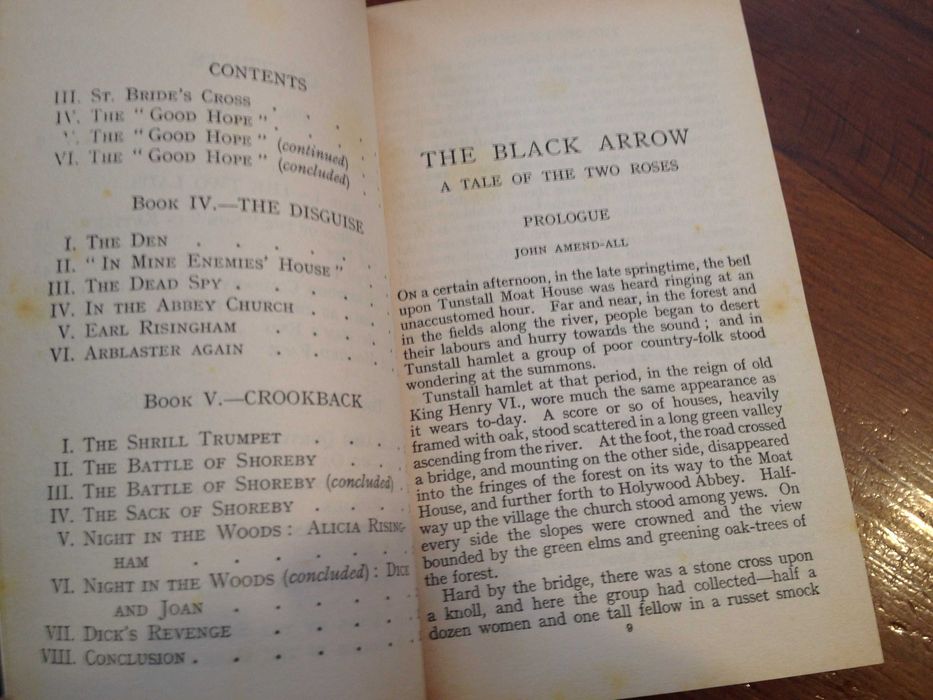 CONTENTS
III. ST. BRIDE'S CROSS
IV. THE "GOOD HOPE"
V. THE "GOOD HOPE" (continued)
VI. THE "GOOD HOPE" (concluded)
BOOK IV.—THE DISGUISE
I. THE DEN
II. "IN MINE ENEMIES' HOUSE"
III. THE DEAD SPY
IV. IN THE ABBEY CHURCH
V. EARL RISINGHAM
VI. ARBLASTER AGAIN
BOOK V.—CROOKBACK
I. THE SHRILL TRUMPET
II. THE BATTLE OF SHOREBY
III. THE BATTLE OF SHOREBY (concluded)
IV. THE SACK OF SHOREBY
V. NIGHT IN THE WOODS: ALICIA RISING-
HAM
VI. NIGHT IN THE WOODS (concluded): DICK
AND JOAN
VII. DICK'S REVENGE
VIII. CONCLUSION
THE BLACK ARROW
A TALE OF THE TWO ROSES
PROLOGUE
JOHN AMEND-ALL
ON a certain afternoon, in the late springtime, the bell
upon Tunstall Moat House was heard ringing at an
unaccustomed hour. Far and near, in the forest and
in the fields along the river, people began to desert
their labours and hurry towards the sound; and in
Tunstall hamlet a group of poor country-folk stood
wondering at the summons.
Tunstall hamlet at that period, in the reign of old
King Henry VI., wore much the same appearance as
it wears to-day. A score or so of houses, heavily
framed with oak, stood scattered in a long green valley
ascending from the river. At the foot, the road crossed
a bridge, and mounting on the other side, disappeared
into the fringes of the forest on its way to the Moat
House, and further forth to Holywood Abbey. Half-
way up the village the church stood among yews. On
every side the slopes were crowned and the view
bounded by the green elms and greening oak-trees of
the forest.
Hard by the bridge, there was a stone cross upon
a knoll, and here the group had collected—half a
dozen women and one tall fellow in a russet smock
9